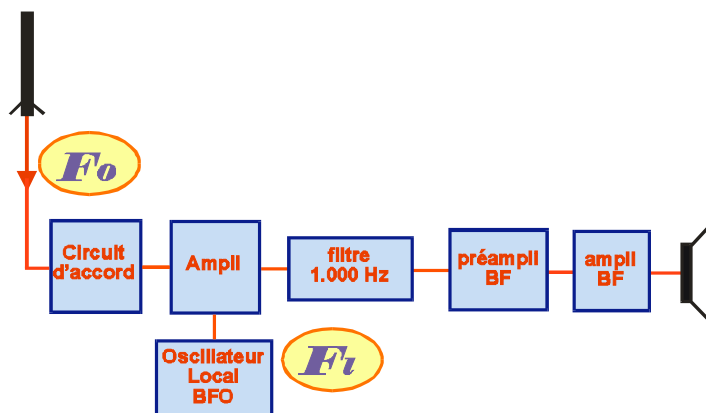 Fo
Circuit
d'accord
Ampli
filtre
1.000 Hz
préampli
BF
ampli
BF
Oscillateur
Local
BFO
Fl